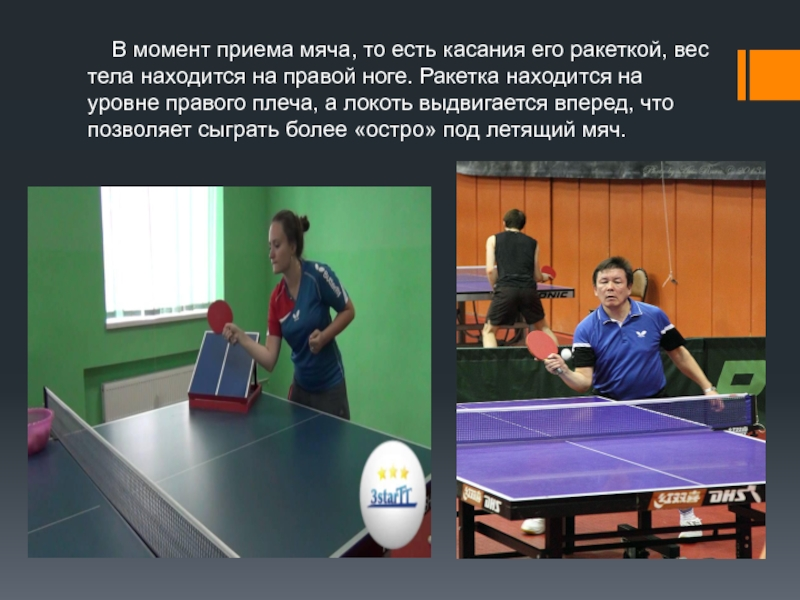 В момент приема мяча, то есть касания его ракеткой, вес
тела находится на правой ноге. Ракетка находится на
уровне правого плеча, а локоть выдвигается вперед, что
позволяет сыграть более «остро» под летящий мяч.
3starTT
DHS
DHS